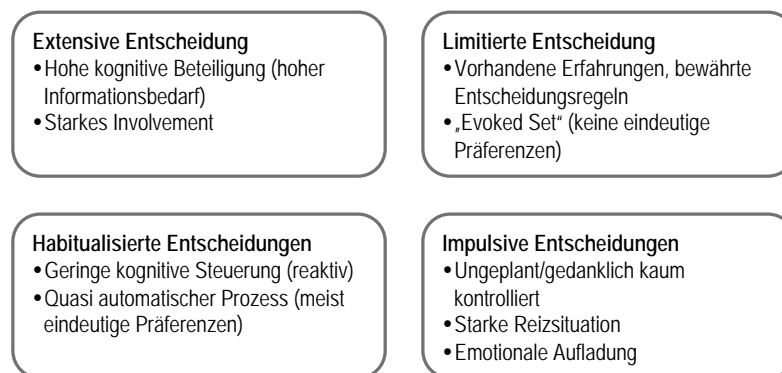 Extensive Entscheidung
• Hohe kognitive Beteiligung (hoher
Informationsbedarf)
• Starkes Involvement
Limitierte Entscheidung
• Vorhandene Erfahrungen, bewährte
Entscheidungsregeln
• „Evoked Set“ (keine eindeutige
Präferenzen)
Habitualisierte Entscheidungen
• Geringe kognitive Steuerung (reaktiv)
• Quasi automatischer Prozess (meist
eindeutige Präferenzen)
Impulsive Entscheidungen
• Ungeplant/gedanklich kaum
kontrolliert
• Starke Reizsituation
• Emotionale Aufladung